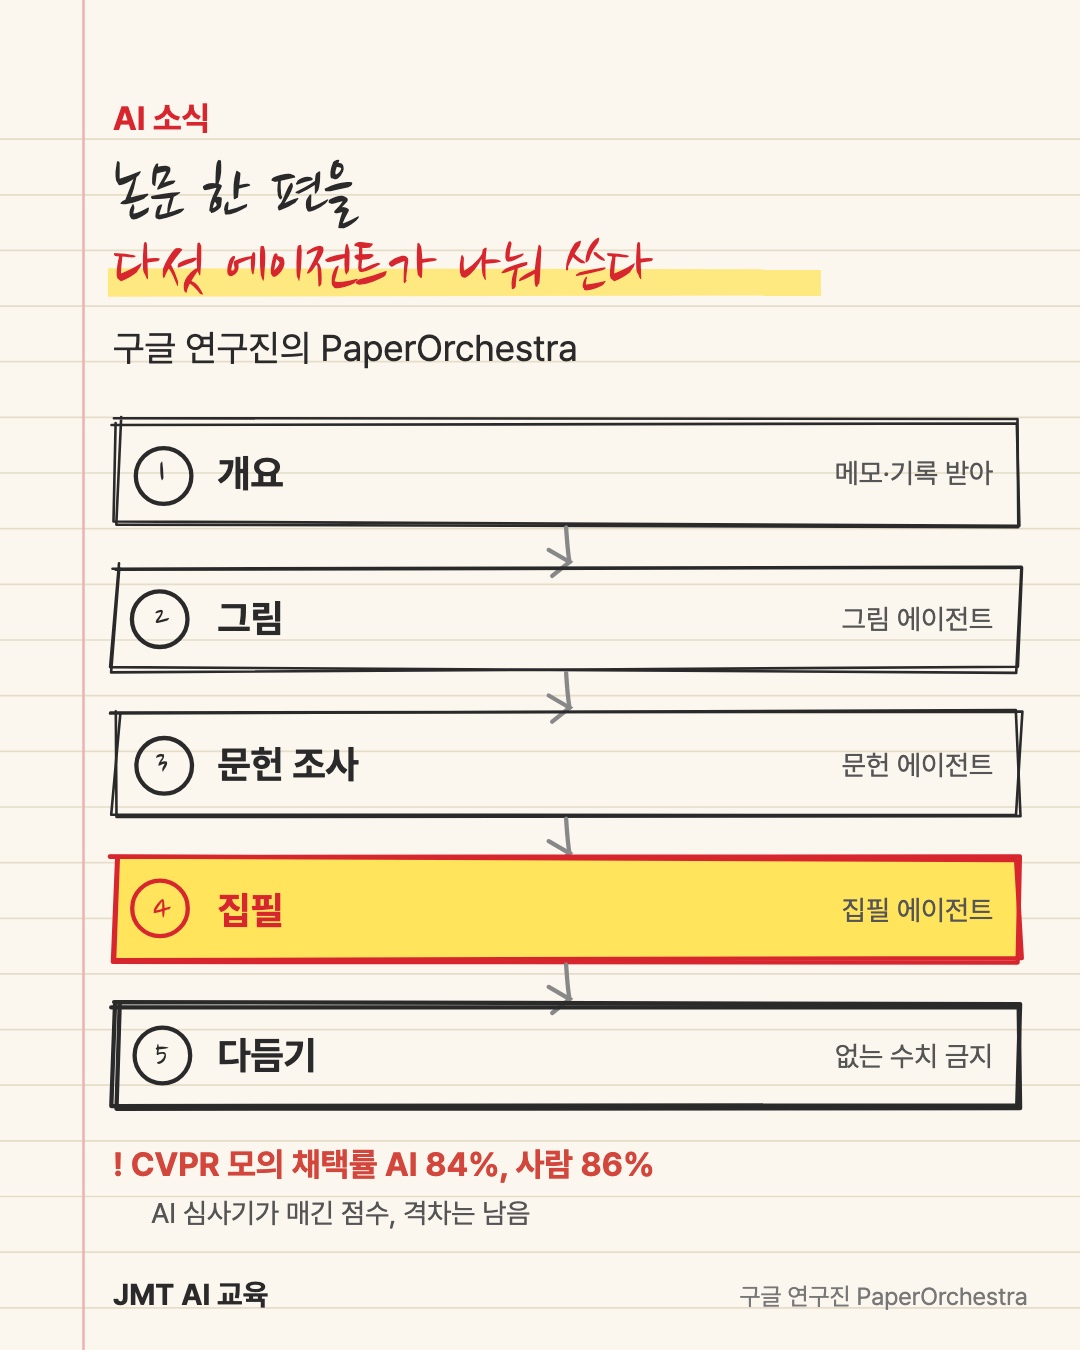 AI 소식
논문 한 편을
다섯 에이전트가 나눠 쓴다
구글 연구진의 PaperOrchestra
1 개요 메모·기록 받아
2 그림 그림 에이전트
3 문헌 조사 문헌 에이전트
4 집필 집필 에이전트
5 다듬기 없는 수치 금지
! CVPR 모의 채택률 AI 84%, 사람 86%
AI 심사기가 매긴 점수, 격차는 남음
JMT AI 교육 구글 연구진 PaperOrchestra